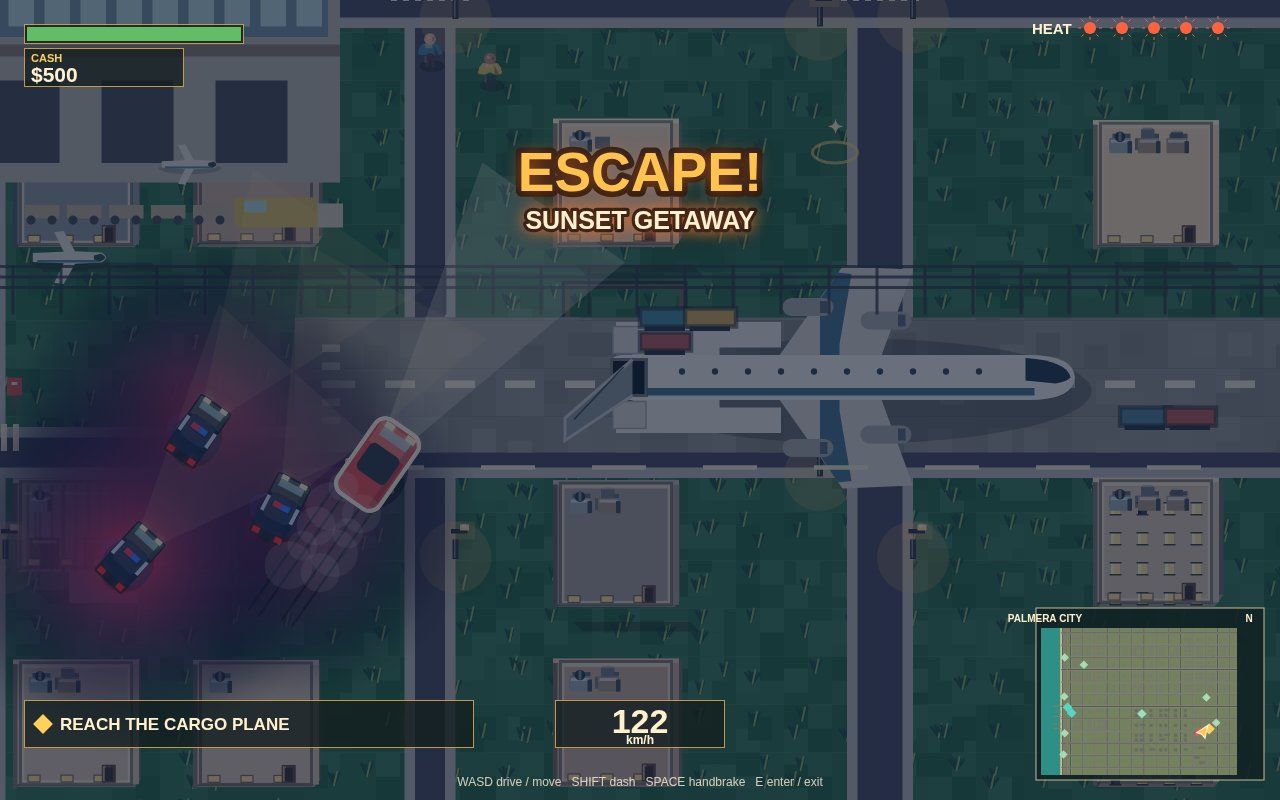 CASH
$500
HEAT
ESCAPE!
SUNSET GETAWAY
PALMERA CITY
N
REACH THE CARGO PLANE
122
km/h
WASD drive / move SHIFT dash SPACE handbrake E enter / exit